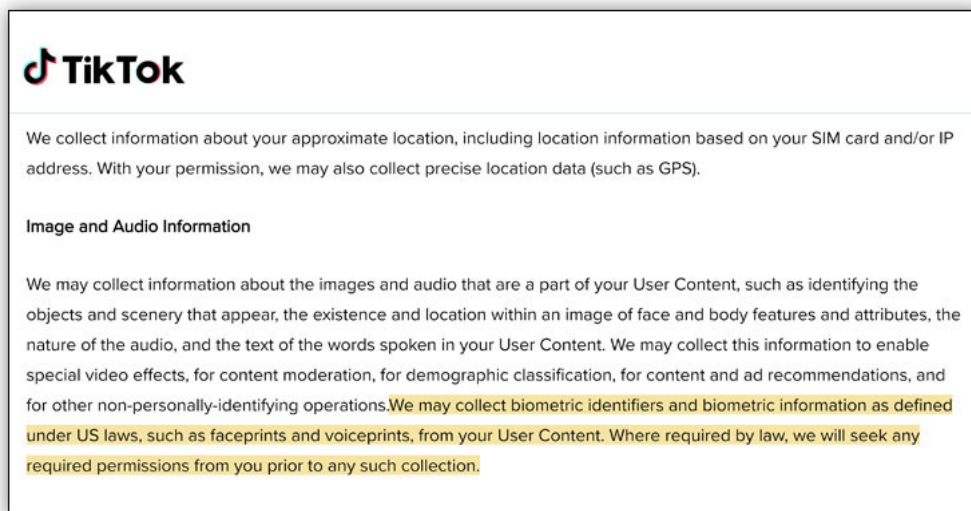 TikTok
We collect information about your approximate location, including location information based on your SIM card and/or IP
address. With your permission, we may also collect precise location data (such as GPS).
Image and Audio Information
We may collect information about the images and audio that are a part of your User Content, such as identifying the
objects and scenery that appear, the existence and location within an image of face and body features and attributes, the
nature of the audio, and the text of the words spoken in your User Content. We may collect this information to enable
special video effects, for content moderation, for demographic classification, for content and ad recommendations, and
for other non-personally-identifying operations.We may collect biometric identifiers and biometric information as defined
under US laws, such as faceprints and voiceprints, from your User Content. Where required by law, we will seek any
required permissions from you prior to any such collection.